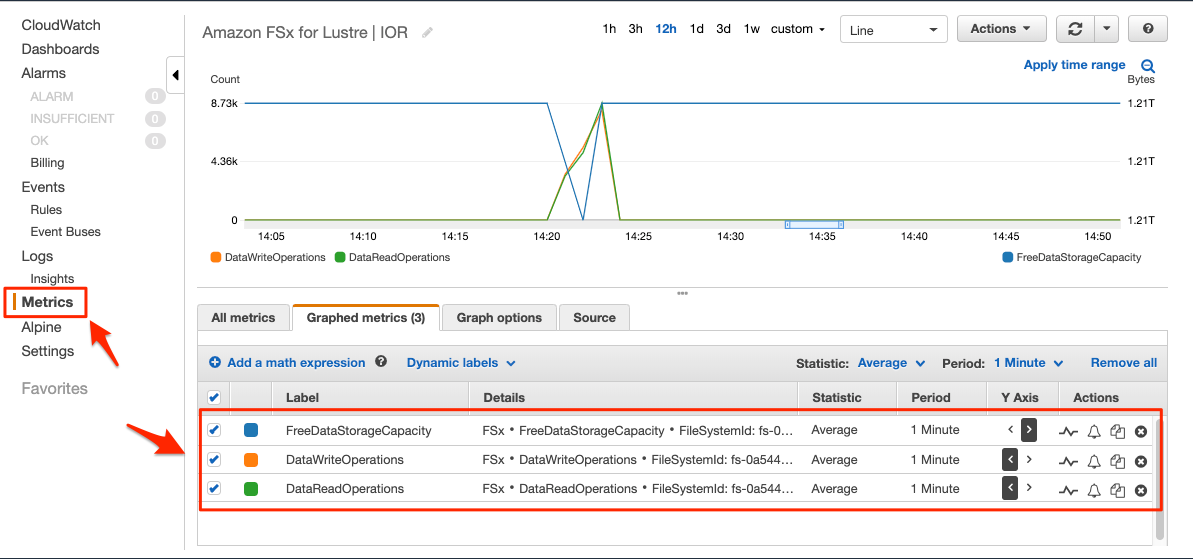 CloudWatch
Dashboards
Alarms
ALARM 0
INSUFFICIENT 0
OK 0
Billing
Events
Rules
Event Buses
Logs
Insights
Metrics
Alpine
Settings
Favorites
Amazon FSx for Lustre | IOR
1h 3h 12h 1d 3d 1w custom
Line
Actions
?
Apply time range
Count Bytes
8.73k 1.21T
4.36k 1.21T
0 1.21T
14:05 14:10 14:15 14:20 14:25 14:30 14:35 14:40 14:45 14:50
DataWriteOperations DataReadOperations FreeDataStorageCapacity
All metrics Graphed metrics (3) Graph options Source
Add a math expression ? Dynamic labels Statistic: Average Period: 1 Minute Remove all
Label Details Statistic Period Y Axis Actions
FreeDataStorageCapacity FSx • FreeDataStorageCapacity • FileSystemId: fs-0... Average 1 Minute < >
DataWriteOperations FSx • DataWriteOperations • FileSystemId: fs-0a544... Average 1 Minute < >
DataReadOperations FSx • DataReadOperations • FileSystemId: fs-0a544... Average 1 Minute < >